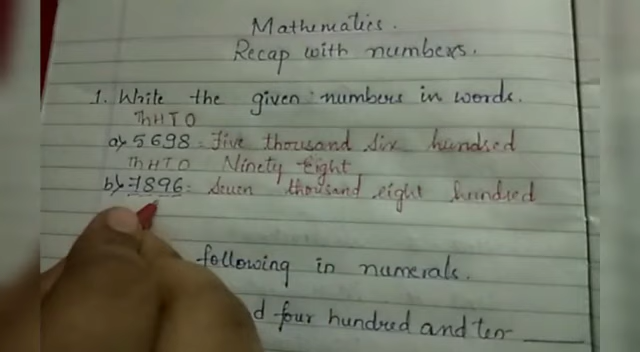 Mathematics.
Recap with numbers.
1. Write the given numbers in words.
ThHTO
a) 5698 = Five thousand six hundred
ThHTO Ninety Eight
b) 7896 = Seven thousand eight hundred
following in numerals.
d four hundred and ten